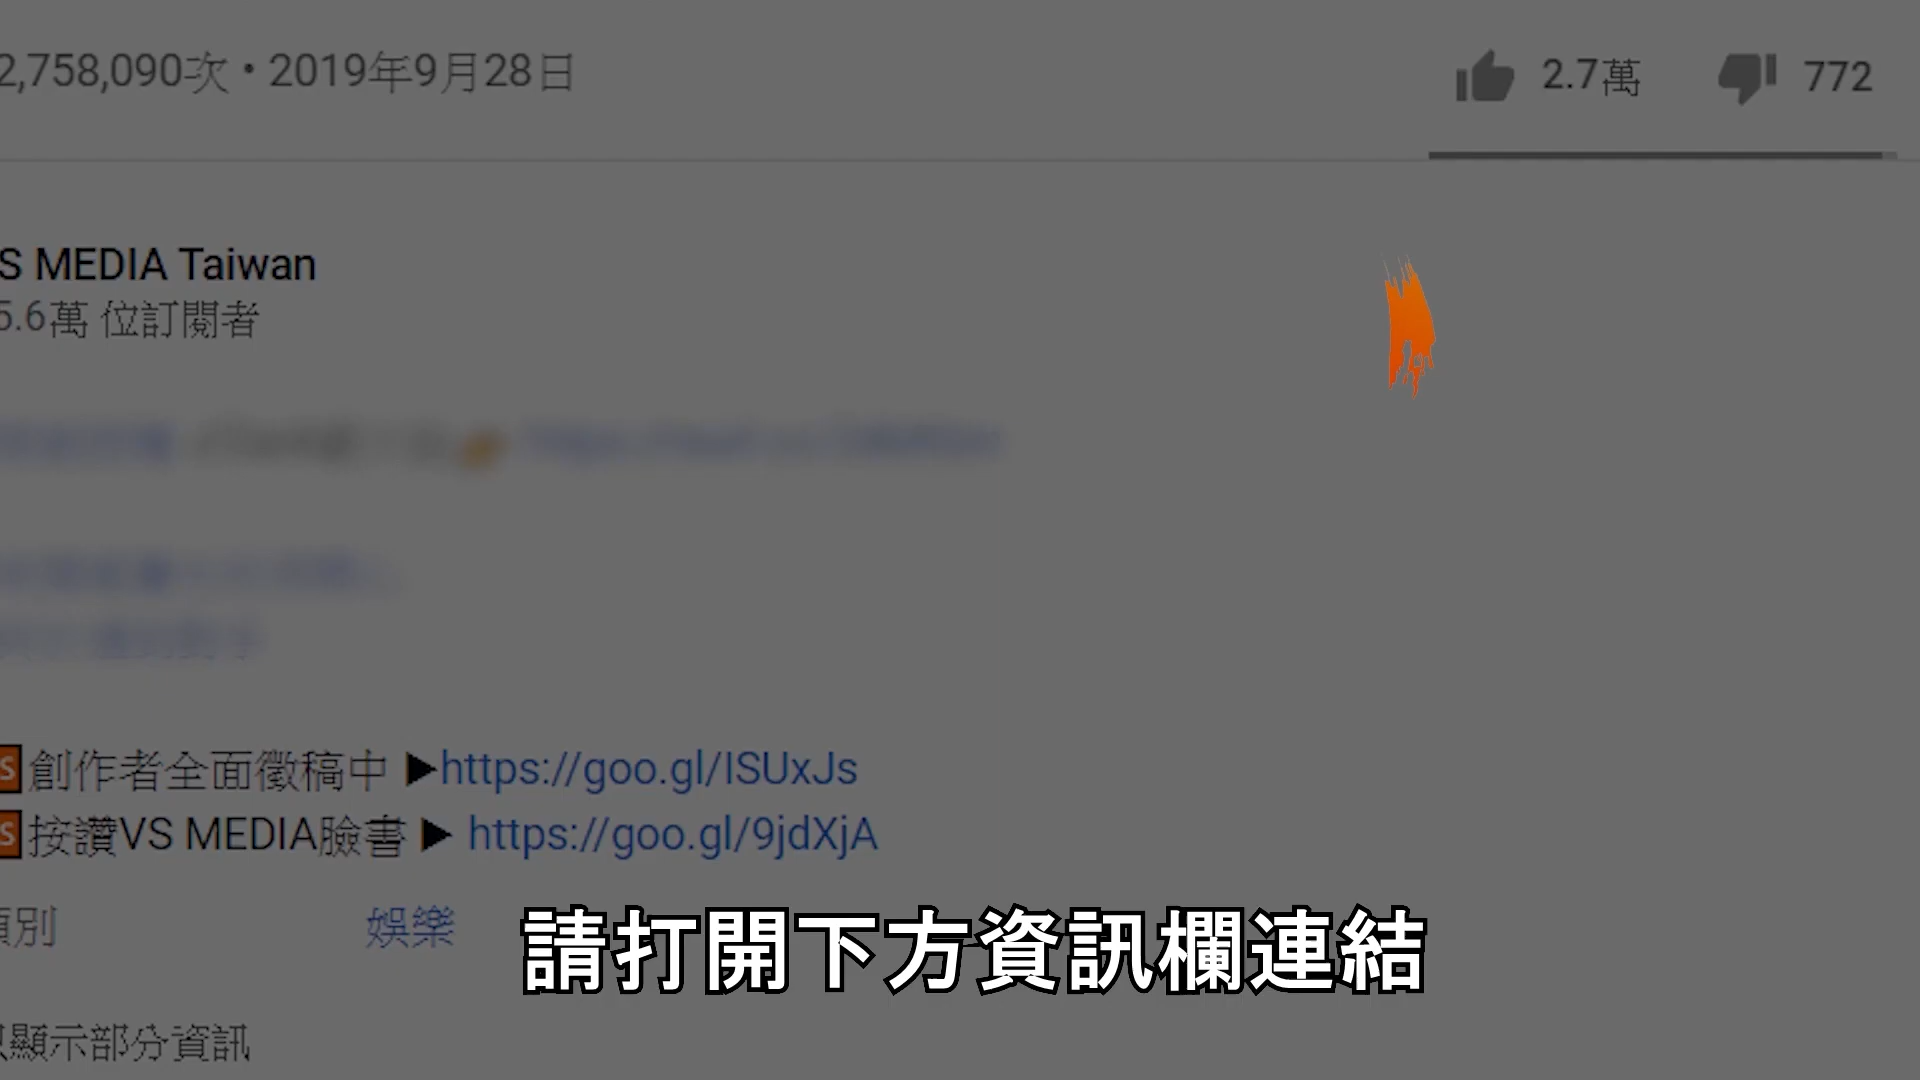 2,758,090次 • 2019年9月28日
2.7萬
772
S MEDIA Taiwan
5.6萬 位訂閱者
S創作者全面徵稿中 ▶https://goo.gl/ISUxJs
S按讚VS MEDIA臉書 ▶ https://goo.gl/9jdXjA
類別 娛樂
請打開下方資訊欄連結
只顯示部分資訊